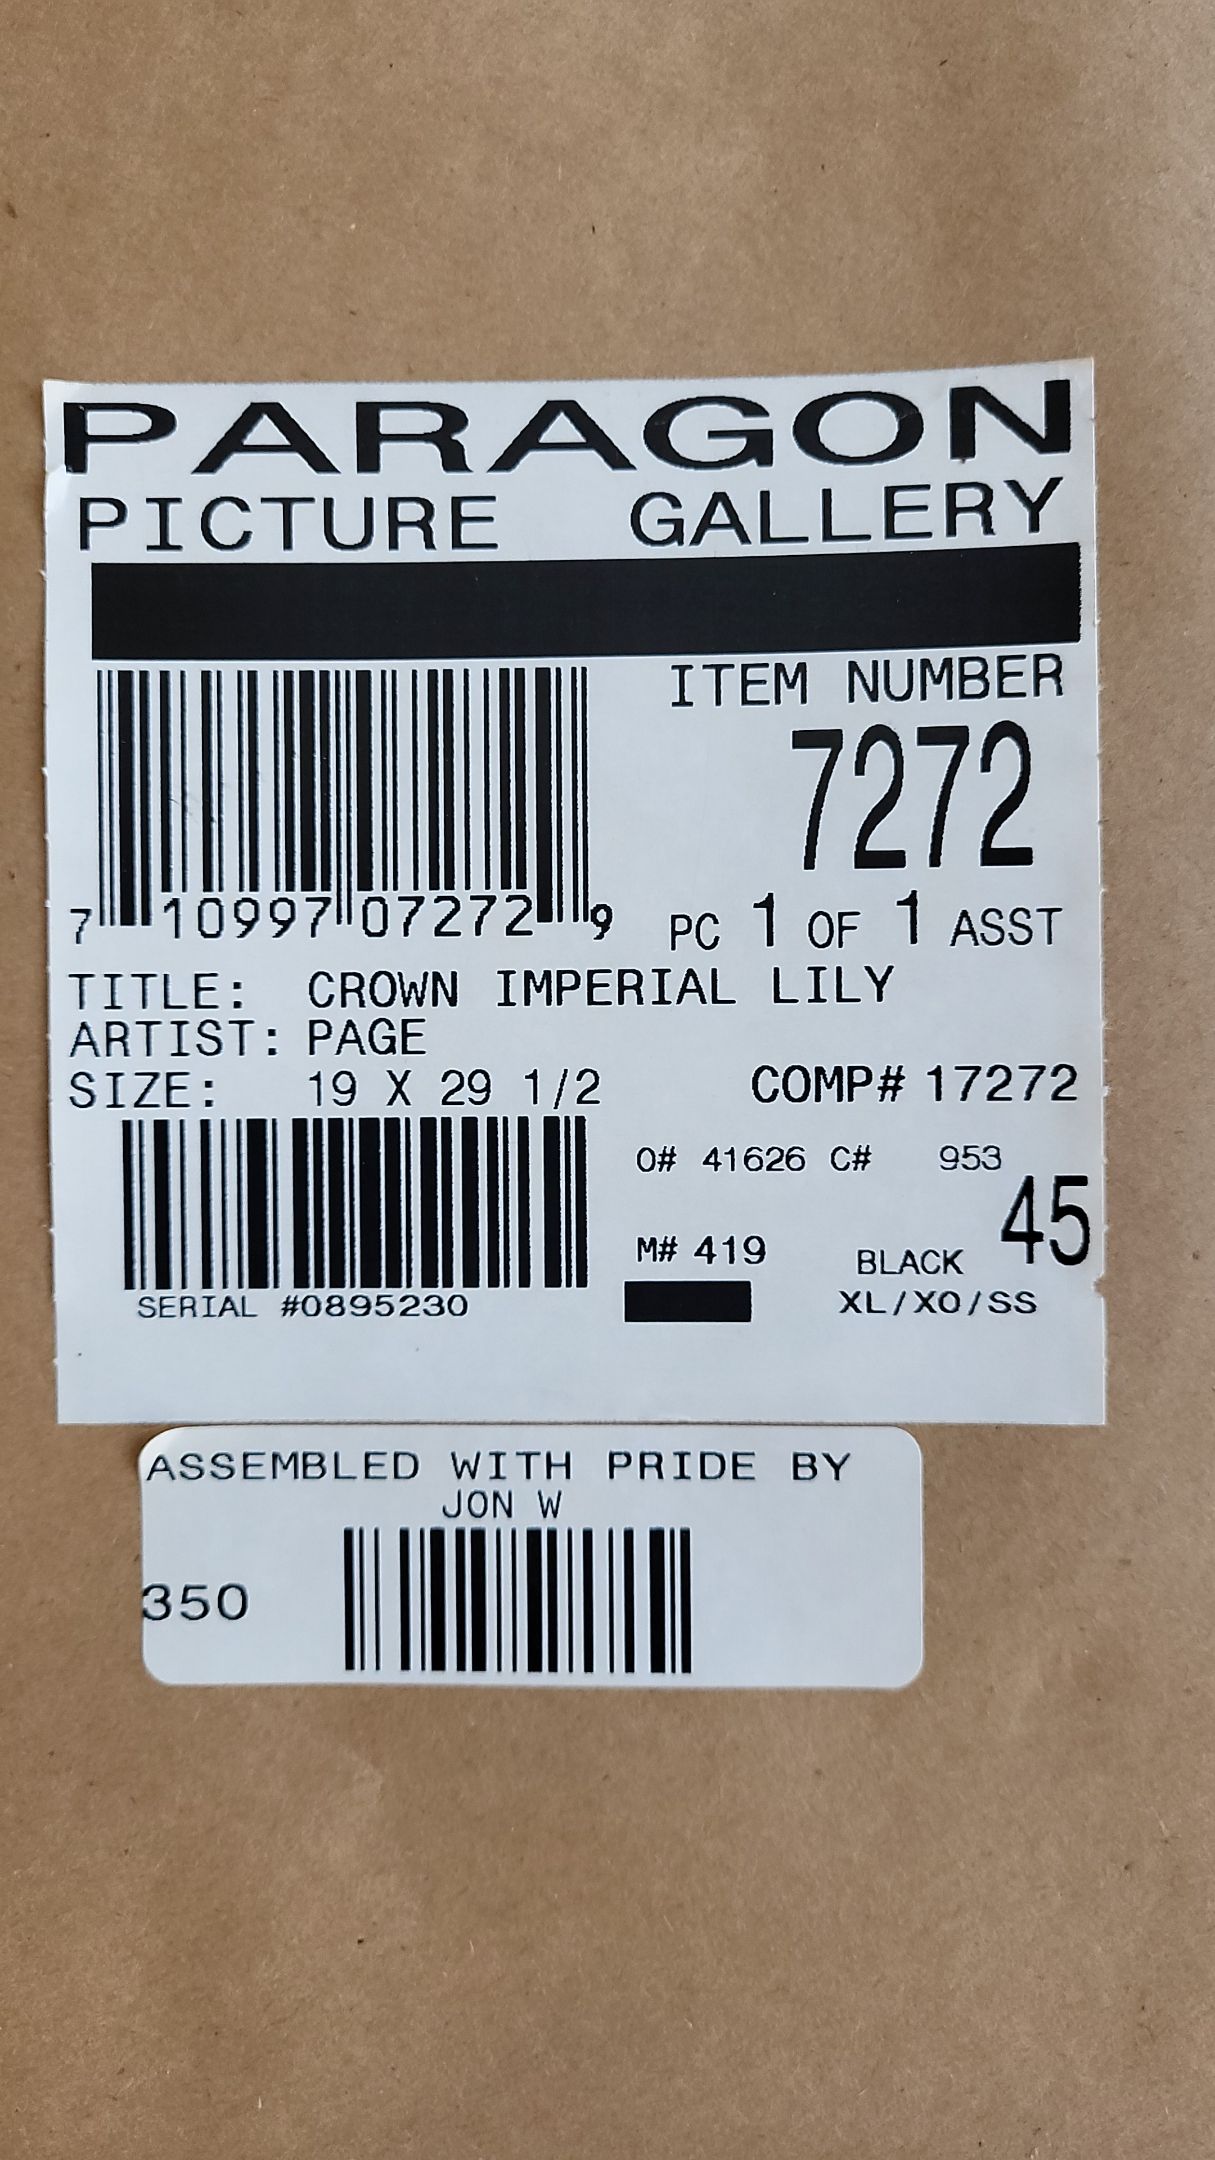 PARAGON
PICTURE GALLERY
ITEM NUMBER
7272
7 10997 07272 9
PC 1 OF 1 ASST
TITLE: CROWN IMPERIAL LILY
ARTIST: PAGE
SIZE: 19 X 29 1/2
COMP# 17272
O# 41626 C# 953
45
M# 419
BLACK
XL/XO/SS
SERIAL #0895230
ASSEMBLED WITH PRIDE BY
JON W
350